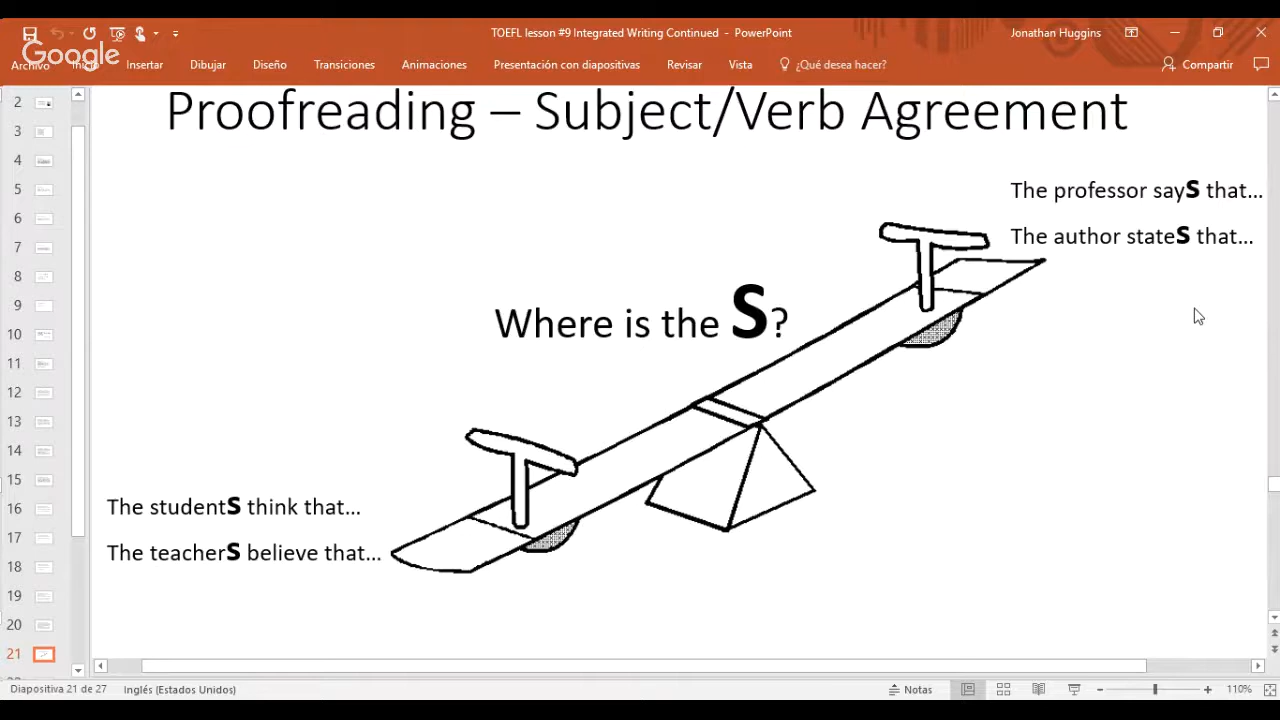 TOEFL lesson #9 Integrated Writing Continued - PowerPoint
Jonathan Huggins
Google
Archivo
Insertar
Dibujar
Diseño
Transiciones
Animaciones
Presentación con diapositivas
Revisar
Vista
¿Qué desea hacer?
Compartir
Proofreading – Subject/Verb Agreement
The professor sayS that...
The author stateS that...
Where is the S?
The studentS think that...
The teacherS believe that...
2
3
4
5
6
7
8
9
10
11
12
13
14
15
16
17
18
19
20
21
Diapositiva 21 de 27
Inglés (Estados Unidos)
Notas
110%